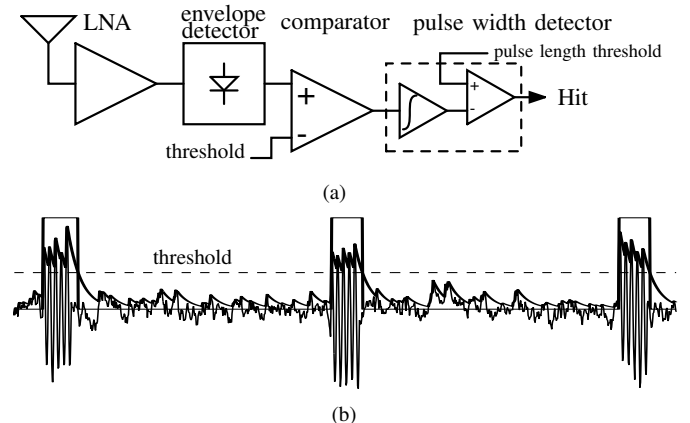 LNA
envelope
detector
comparator
pulse width detector
pulse length threshold
+
-
+
-
Hit
threshold
(a)
threshold
(b)